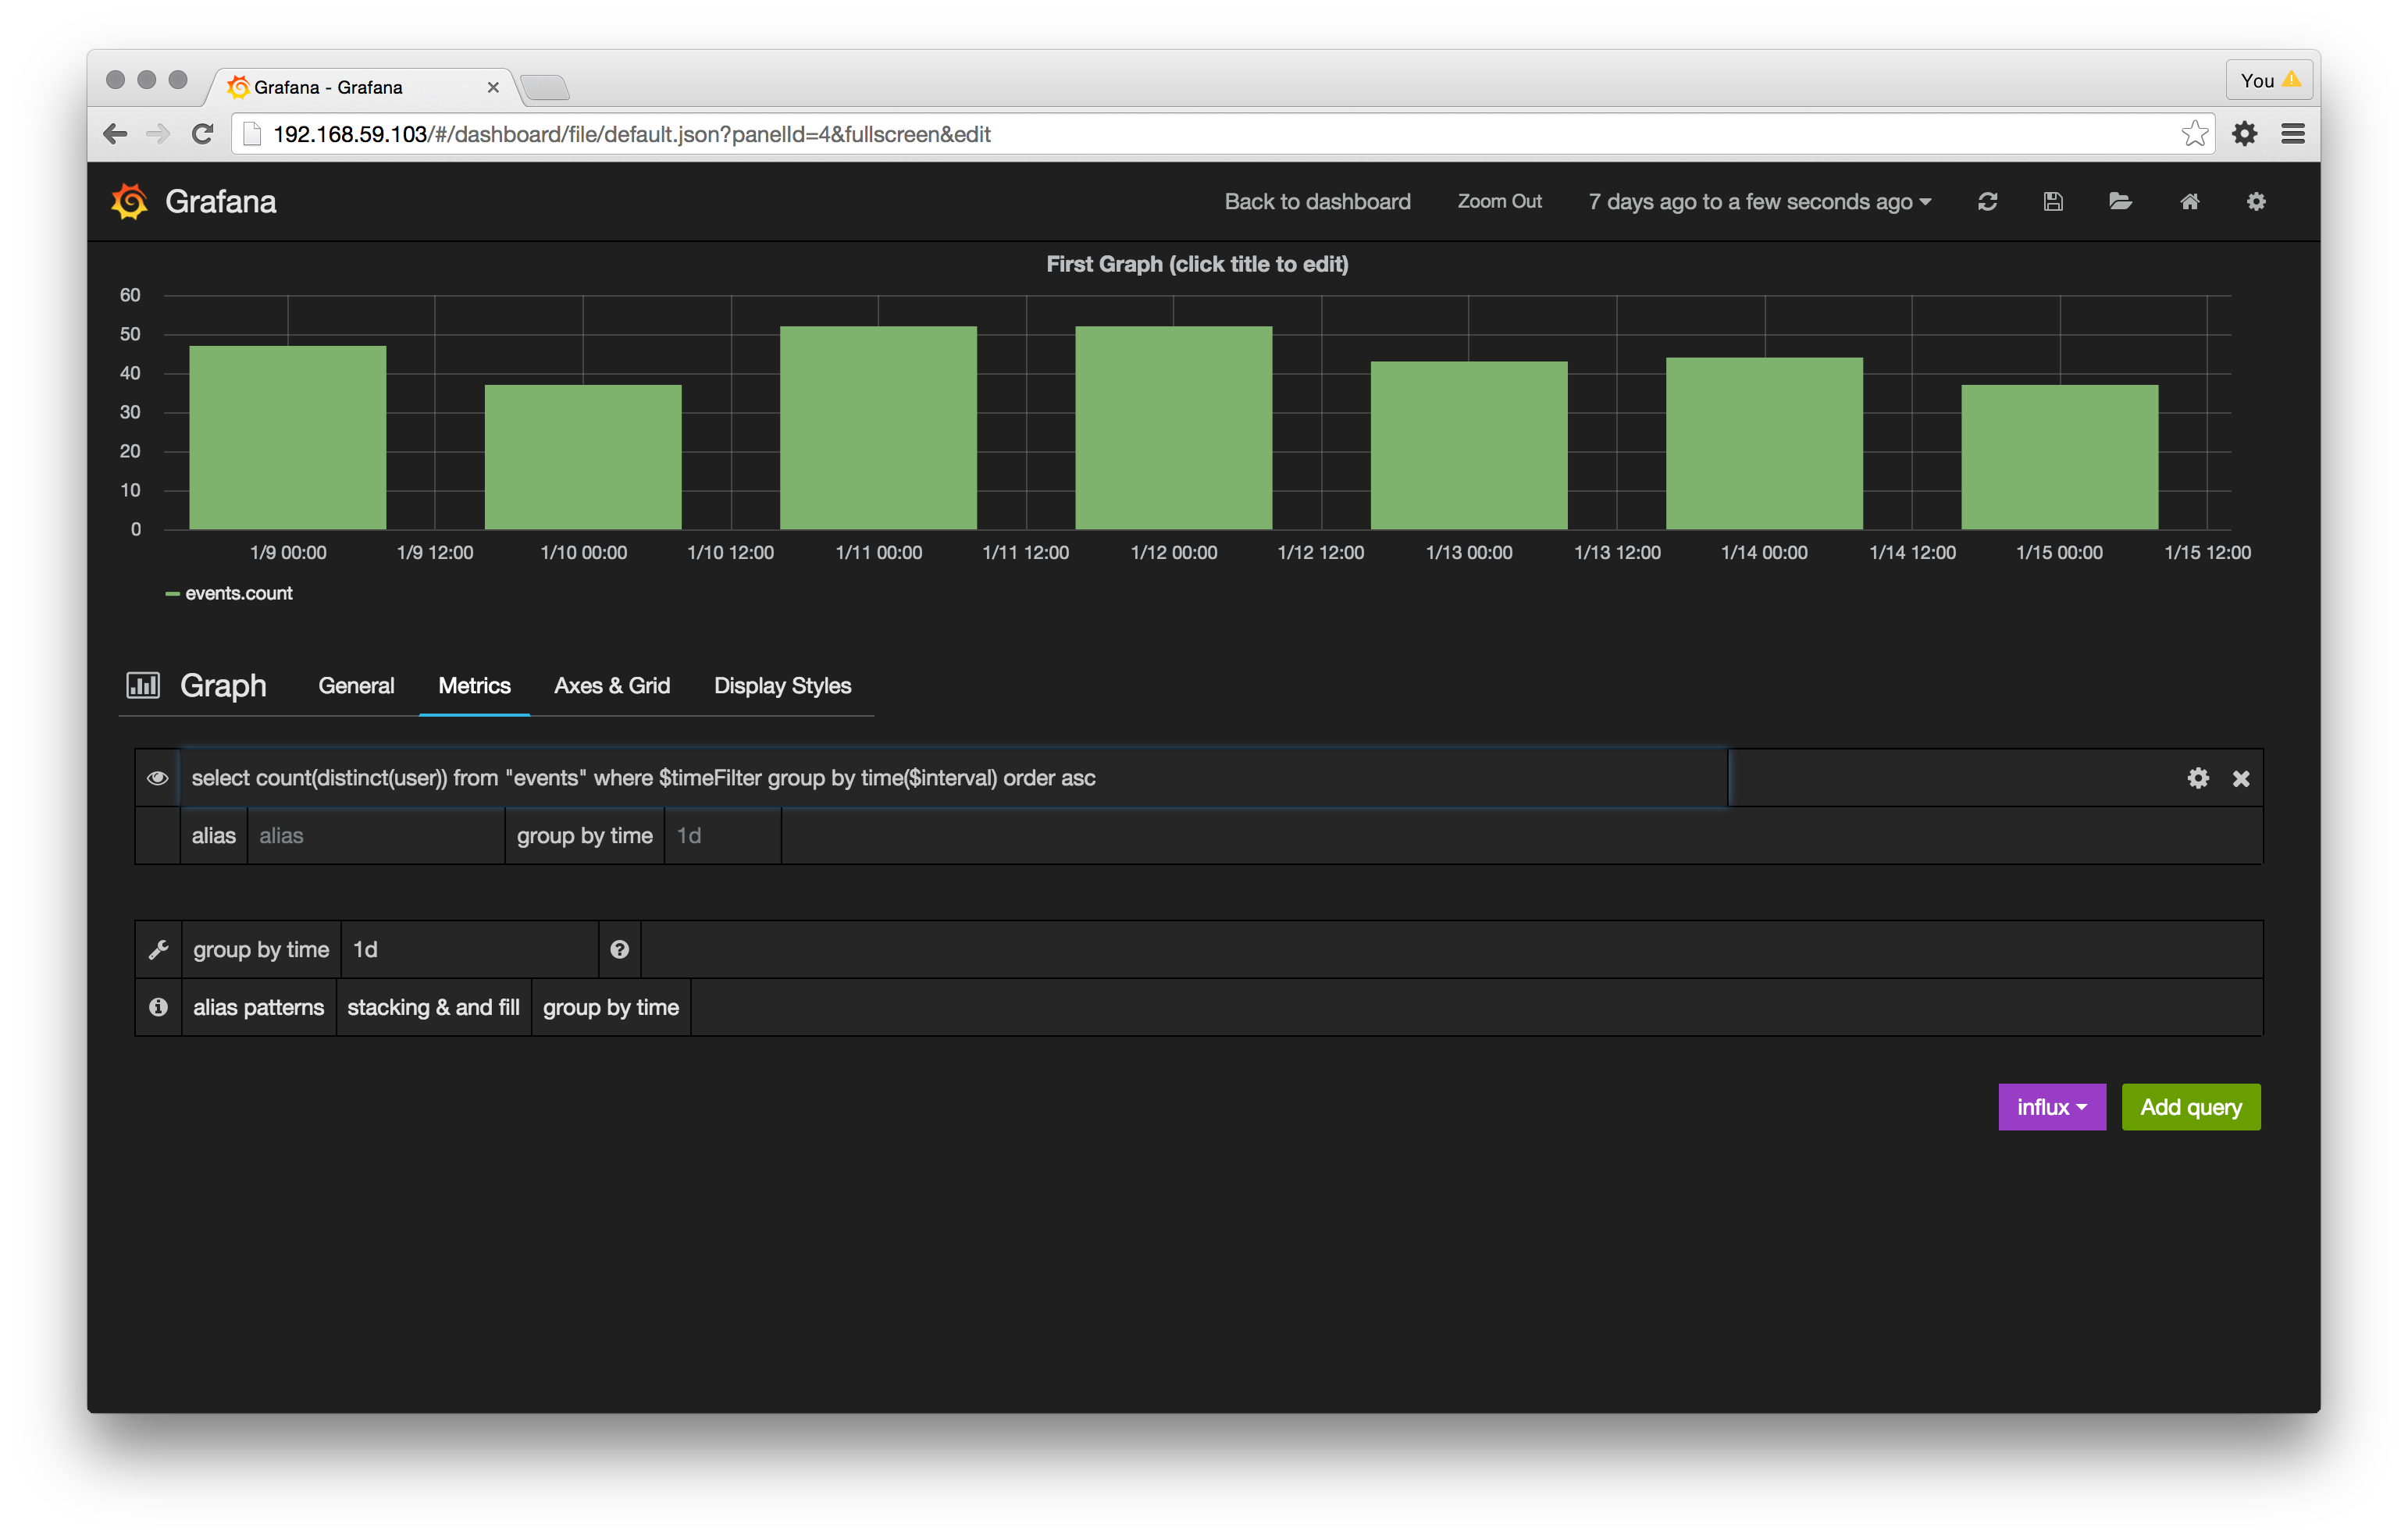 Grafana - Grafana
You
192.168.59.103/#/dashboard/file/default.json?panelId=4&fullscreen&edit
Grafana Back to dashboard Zoom Out 7 days ago to a few seconds ago
First Graph (click title to edit)
60
50
40
30
20
10
0
1/9 00:00 1/9 12:00 1/10 00:00 1/10 12:00 1/11 00:00 1/11 12:00 1/12 00:00 1/12 12:00 1/13 00:00 1/13 12:00 1/14 00:00 1/14 12:00 1/15 00:00 1/15 12:00
events.count
Graph General Metrics Axes & Grid Display Styles
select count(distinct(user)) from "events" where $timeFilter group by time($interval) order asc
alias alias group by time 1d
group by time 1d
alias patterns stacking & and fill group by time
influx Add query